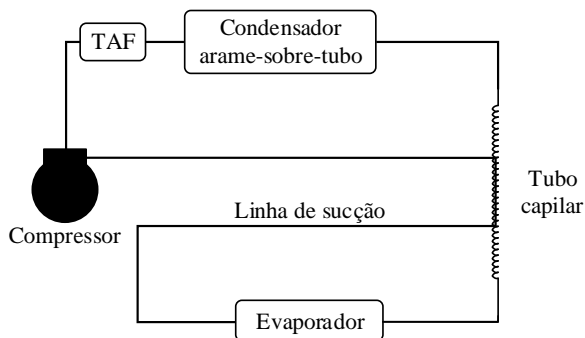 TAF
Condensador
arame-sobre-tubo
Tubo
capilar
Linha de sucção
Compressor
Evaporador